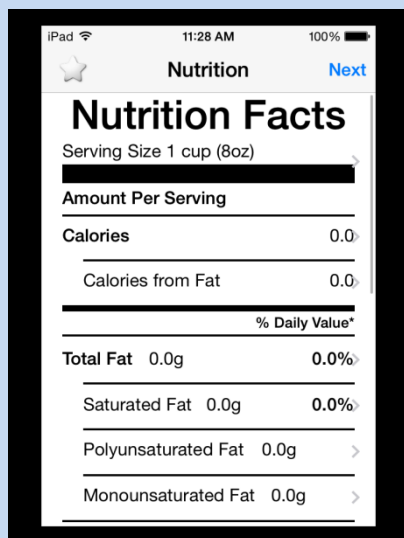 iPad 11:28 AM 100%
Nutrition Next
Nutrition Facts
Serving Size 1 cup (8oz)
Amount Per Serving
Calories 0.0
Calories from Fat 0.0
% Daily Value*
Total Fat 0.0g 0.0%
Saturated Fat 0.0g 0.0%
Polyunsaturated Fat 0.0g
Monounsaturated Fat 0.0g